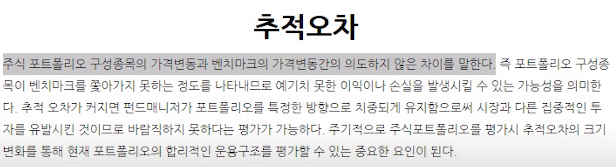 추적오차
주식 포트폴리오 구성종목의 가격변동과 벤치마크의 가격변동간의 의도하지 않은 차이를 말한다. 즉 포트폴리오 구성종
목이 벤치마크를 쫓아가지 못하는 정도를 나타내므로 예기치 못한 이익이나 손실을 발생시킬 수 있는 가능성을 의미한
다. 추적 오차가 커지면 펀드매니저가 포트폴리오를 특정한 방향으로 치중되게 유지함으로써 시장과 다른 집중적인 투
자를 유발시킨 것이므로 바람직하지 못하다는 평가가 가능하다. 주기적으로 주식포트폴리오를 평가시 추적오차의 크기
변화를 통해 현재 포트폴리오의 합리적인 운용구조를 평가할 수 있는 중요한 요인이 된다.